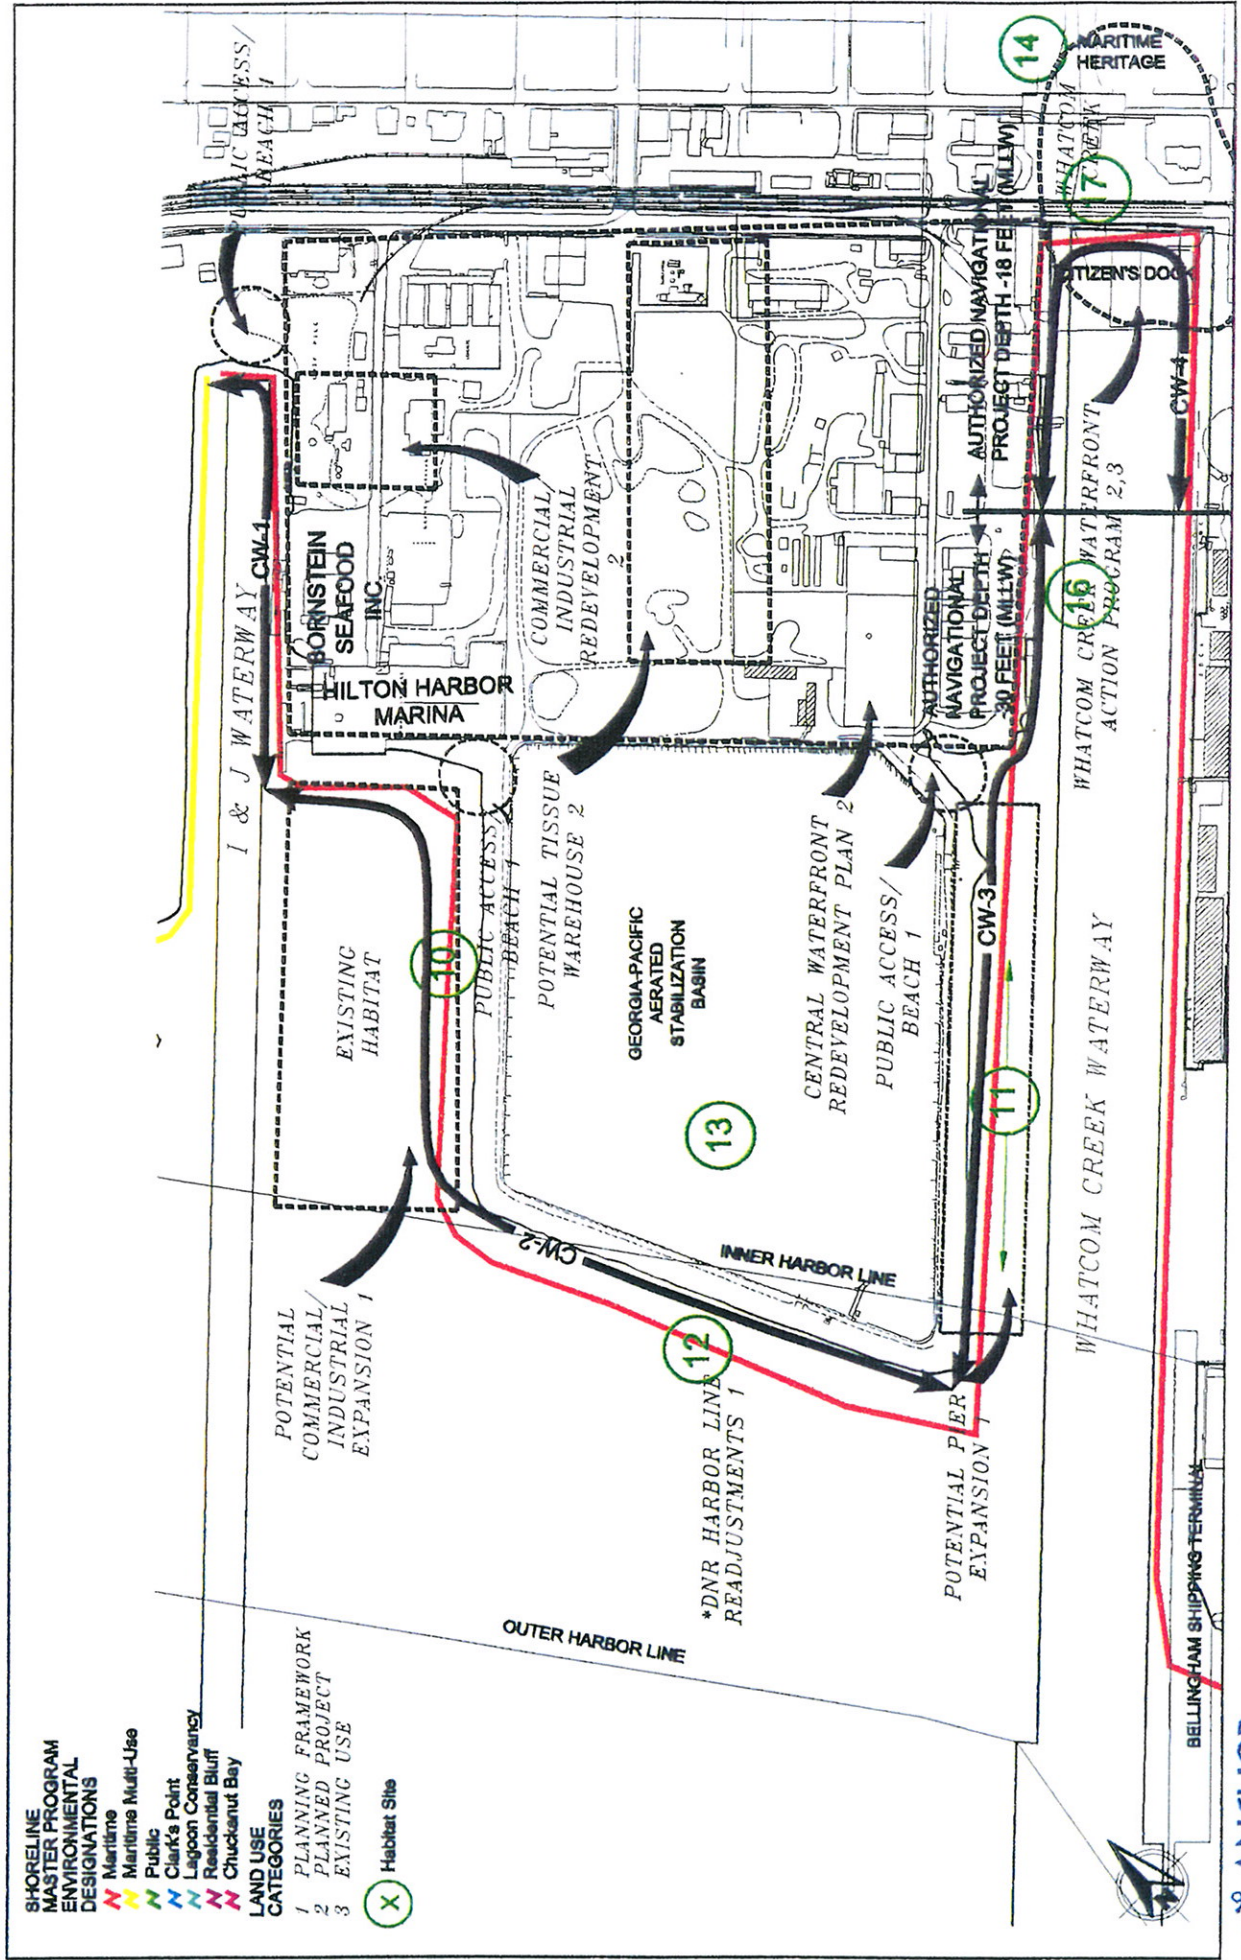 SHORELINE
MASTER PROGRAM
ENVIRONMENTAL
DESIGNATIONS
Maritime
Maritime Multi-Use
Public
Clark's Point
Lagoon Conservancy
Residential Bluff
Chuckanut Bay
LAND USE
CATEGORIES
1 PLANNING FRAMEWORK
2 PLANNED PROJECT
3 EXISTING USE
X Habitat Site
I & J WATERWAY
CW-1
BORNSTEIN
SEAFOOD
INC.
HILTON HARBOR
MARINA
ACCESS/
BEACH 1
14
MARITIME
HERITAGE
WHATCOM
CREEK
17
CITIZEN'S DOCK
CW-4
COMMERCIAL
INDUSTRIAL
REDEVELOPMENT
2
EXISTING
HABITAT
10
PUBLIC ACCESS/
BEACH 1
POTENTIAL TISSUE
WAREHOUSE 2
AUTHORIZED NAVIGATIONAL
PROJECT DEPTH -18 FEET (MLLW)
AUTHORIZED
NAVIGATIONAL
PROJECT DEPTH
-30 FEET (MLLW)
16
WHATCOM CREEK WATERFRONT
ACTION PROGRAM 2,3
POTENTIAL
COMMERCIAL/
INDUSTRIAL
EXPANSION 1
GEORGIA-PACIFIC
AERATED
STABILIZATION
BASIN
13
CENTRAL WATERFRONT
REDEVELOPMENT PLAN 2
PUBLIC ACCESS/
BEACH 1
CW-3
11
CW-2
INNER HARBOR LINE
12
*DNR HARBOR LINE
READJUSTMENTS 1
POTENTIAL PIER
EXPANSION 1
OUTER HARBOR LINE
WHATCOM CREEK WATERWAY
BELLINGHAM SHIPPING TERMINAL
N